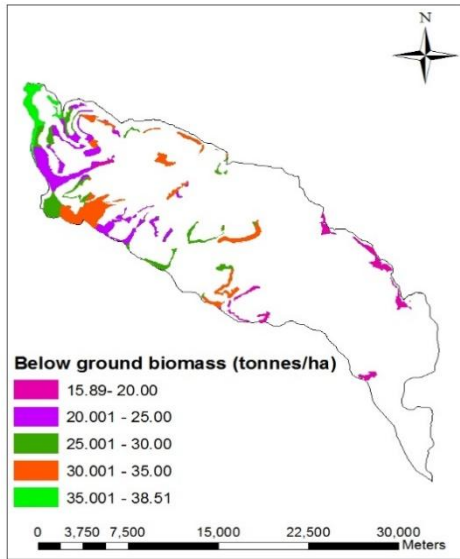 N
Below ground biomass (tonnes/ha)
15.89- 20.00
20.001 - 25.00
25.001 - 30.00
30.001 - 35.00
35.001 - 38.51
0 3,750 7,500 15,000 22,500 30,000
Meters